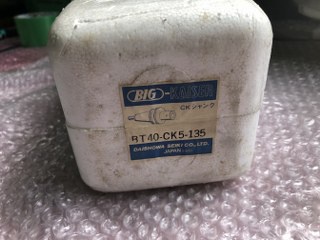 BIG-KAISER
CKシャンク
BT40-CK5-135
DAISHOWA SEIKI CO., LTD.
JAPAN